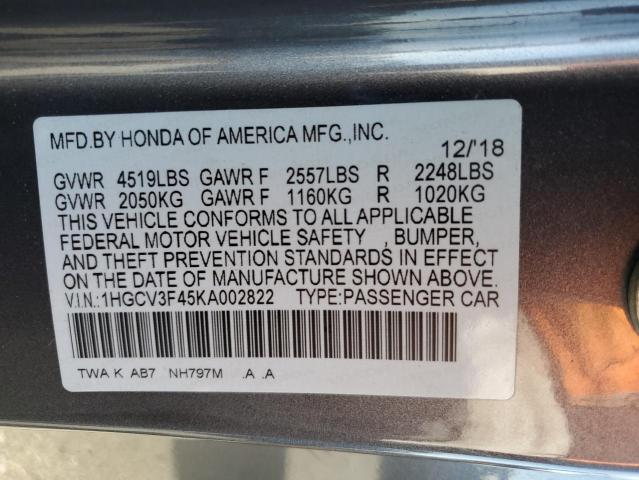 MFD.BY HONDA OF AMERICA MFG.,INC.
12/'18
GVWR 4519LBS GAWR F 2557LBS R 2248LBS
GVWR 2050KG GAWR F 1160KG R 1020KG
THIS VEHICLE CONFORMS TO ALL APPLICABLE
FEDERAL MOTOR VEHICLE SAFETY , BUMPER,
AND THEFT PREVENTION STANDARDS IN EFFECT
ON THE DATE OF MANUFACTURE SHOWN ABOVE.
V.I.N.:1HGCV3F45KA002822 TYPE:PASSENGER CAR
TWA K AB7 NH797M .A .A